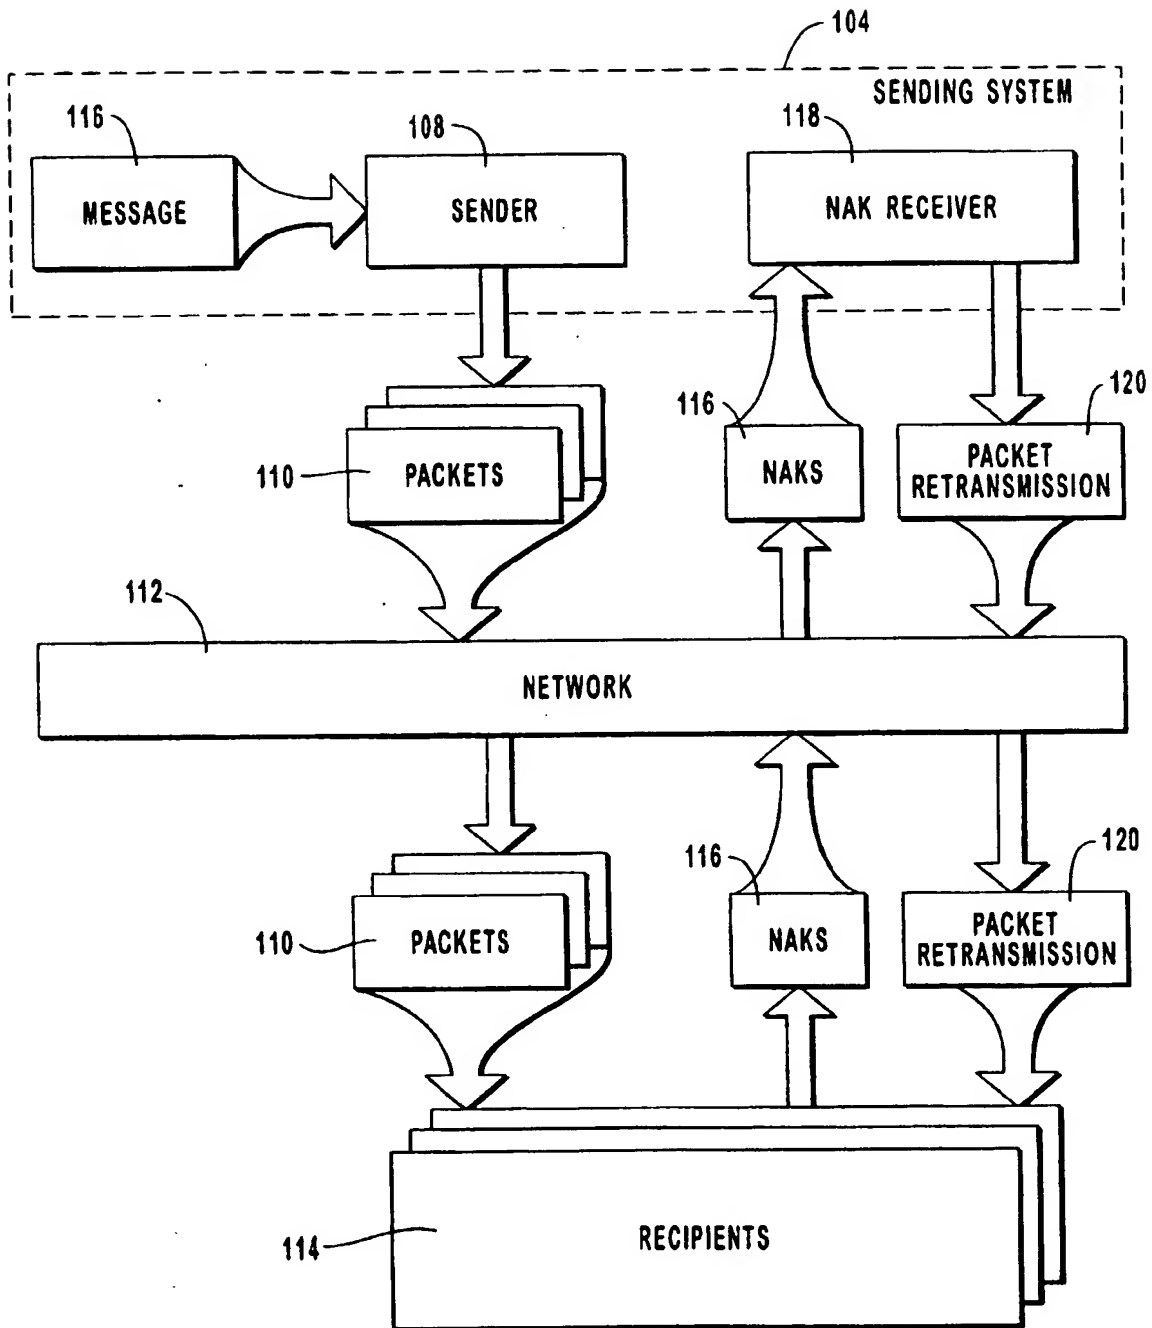 104
SENDING SYSTEM
116
108
118
MESSAGE
SENDER
NAK RECEIVER
116
120
110
PACKETS
NAKS
PACKET
RETRANSMISSION
112
NETWORK
116
120
110
PACKETS
NAKS
PACKET
RETRANSMISSION
114
RECIPIENTS